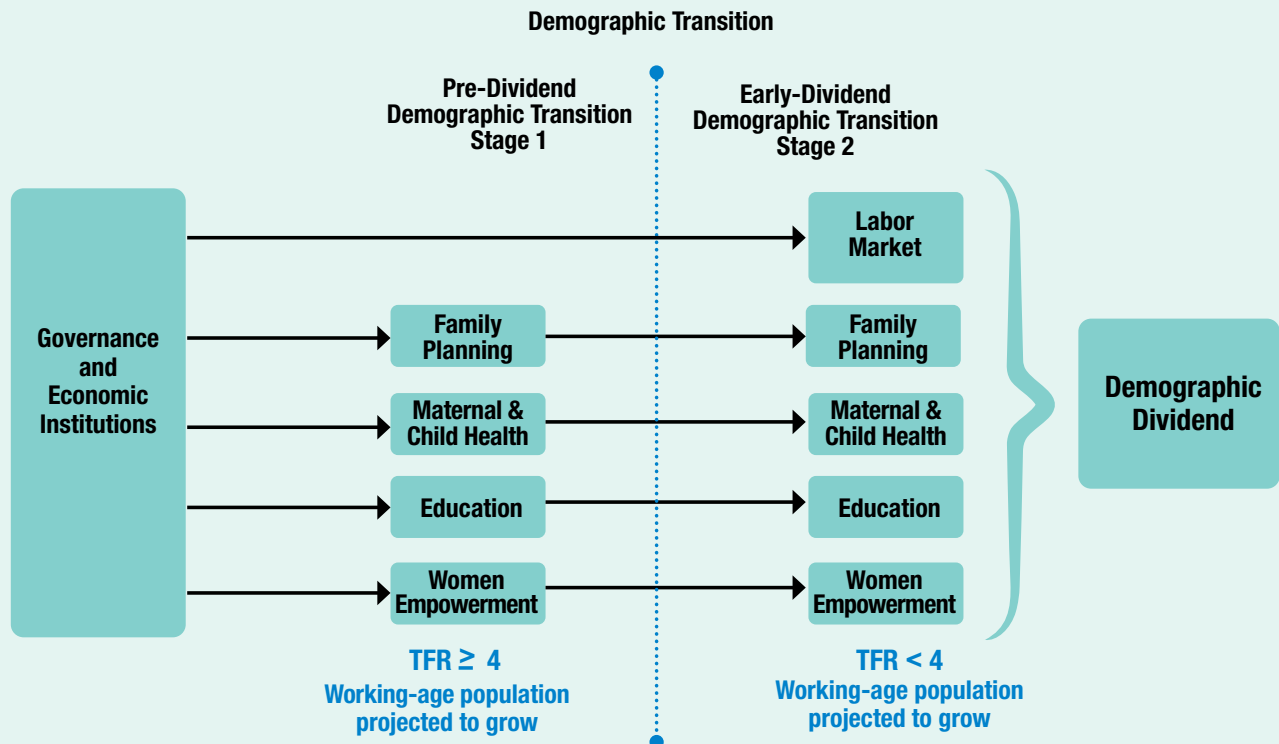 Demographic Transition
Pre-Dividend
Demographic Transition
Stage 1
Early-Dividend
Demographic Transition
Stage 2
Governance
and
Economic
Institutions
Labor
Market
Family
Planning
Family
Planning
Maternal &
Child Health
Maternal &
Child Health
Education
Education
Women
Empowerment
Women
Empowerment
Demographic
Dividend
TFR ≥ 4
Working-age population
projected to grow
TFR < 4
Working-age population
projected to grow